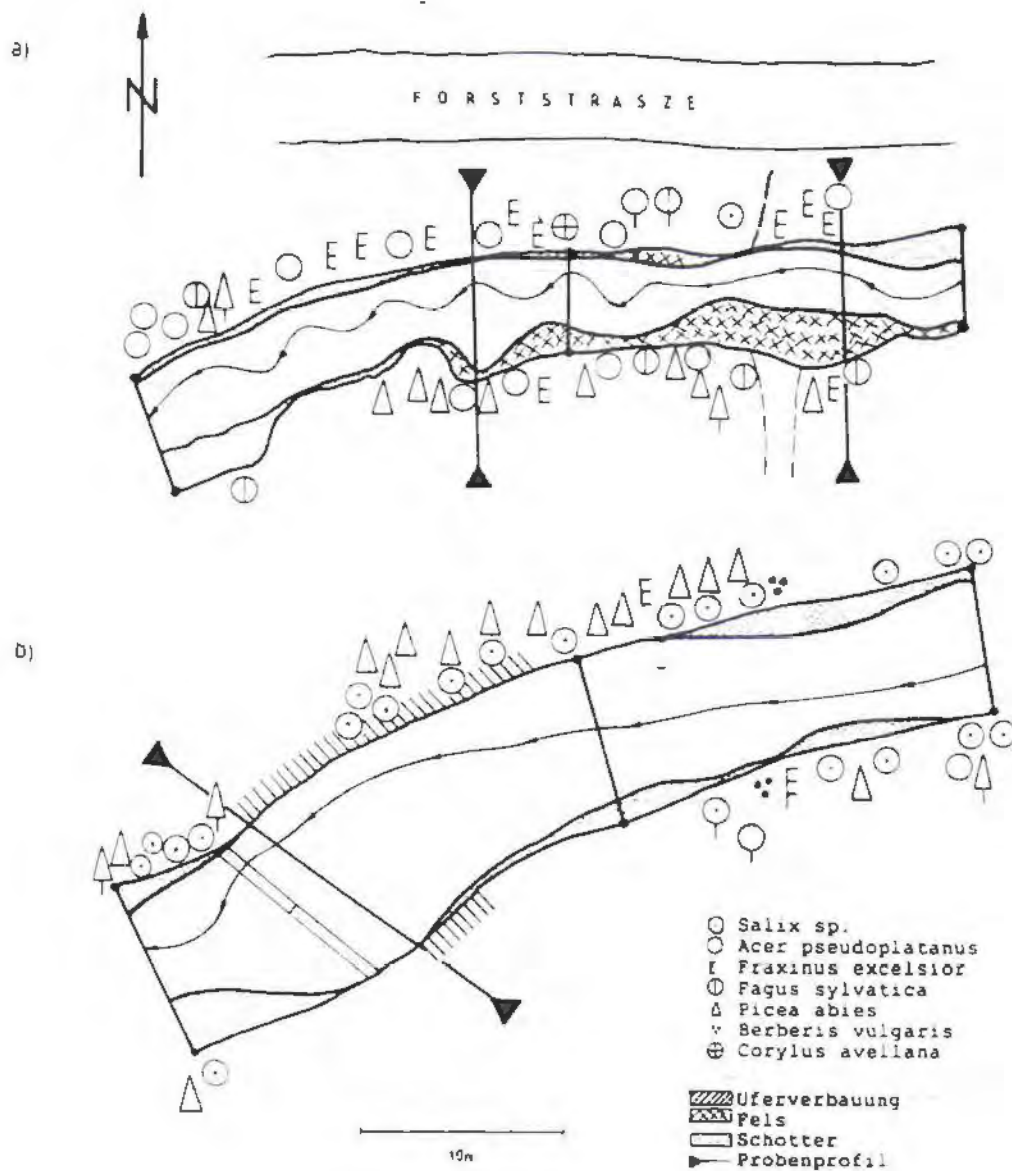 a)
N
FORSTSTRASZE
b)
Salix sp.
Acer pseudoplatanus
E Fraxinus excelsior
Fagus sylvatica
Picea abies
Berberis vulgaris
Corylus avellana
Uferverbauung
Fels
Schotter
Probenprofil
10m